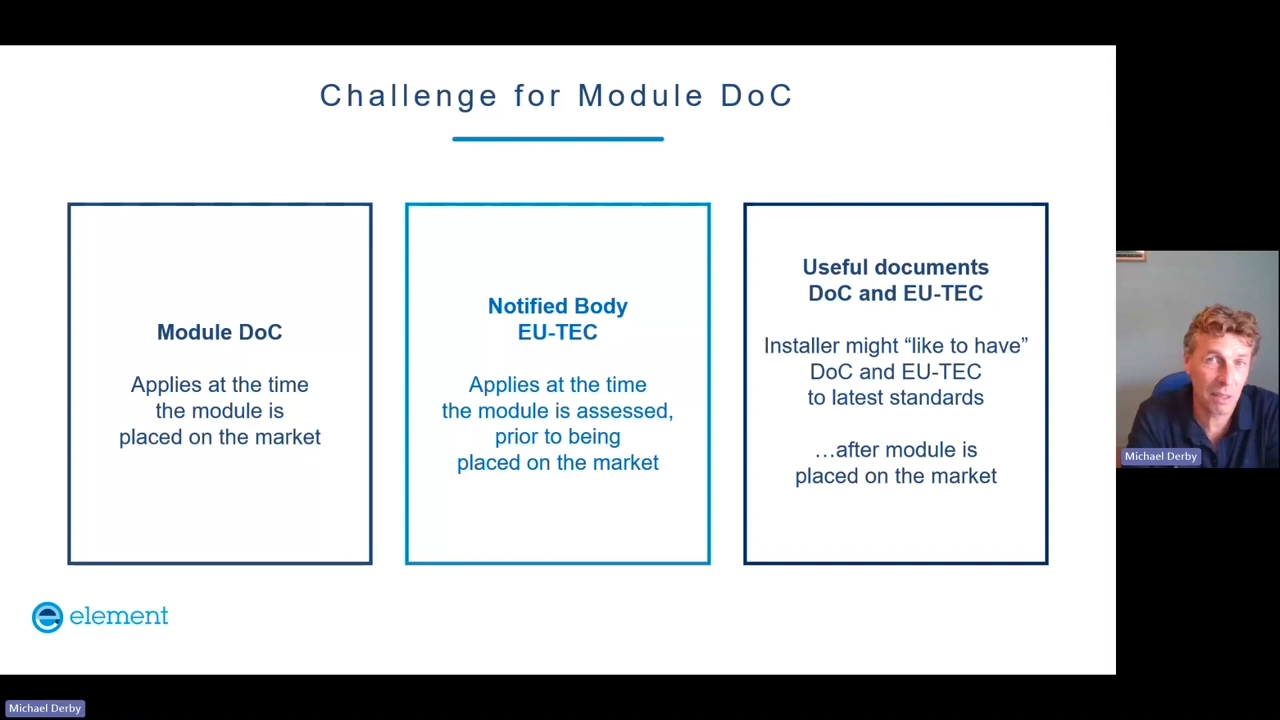 Challenge for Module DoC
Module DoC
Applies at the time
the module is
placed on the market
Notified Body
EU-TEC
Applies at the time
the module is assessed,
prior to being
placed on the market
Useful documents
DoC and EU-TEC
Installer might “like to have”
DoC and EU-TEC
to latest standards
…after module is
placed on the market
element
Michael Derby
Michael Derby